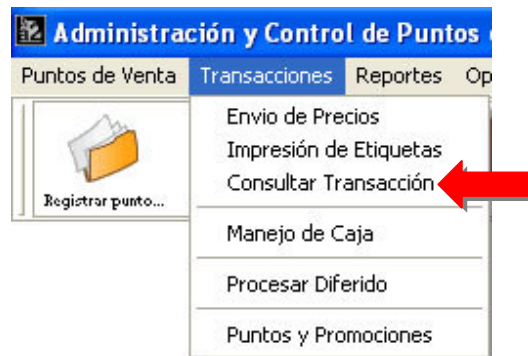 Administración y Control de Puntos
Puntos de Venta Transacciones Reportes Op
Envio de Precios
Impresión de Etiquetas
Consultar Transacción
Registrar punto...
Manejo de Caja
Procesar Diferido
Puntos y Promociones